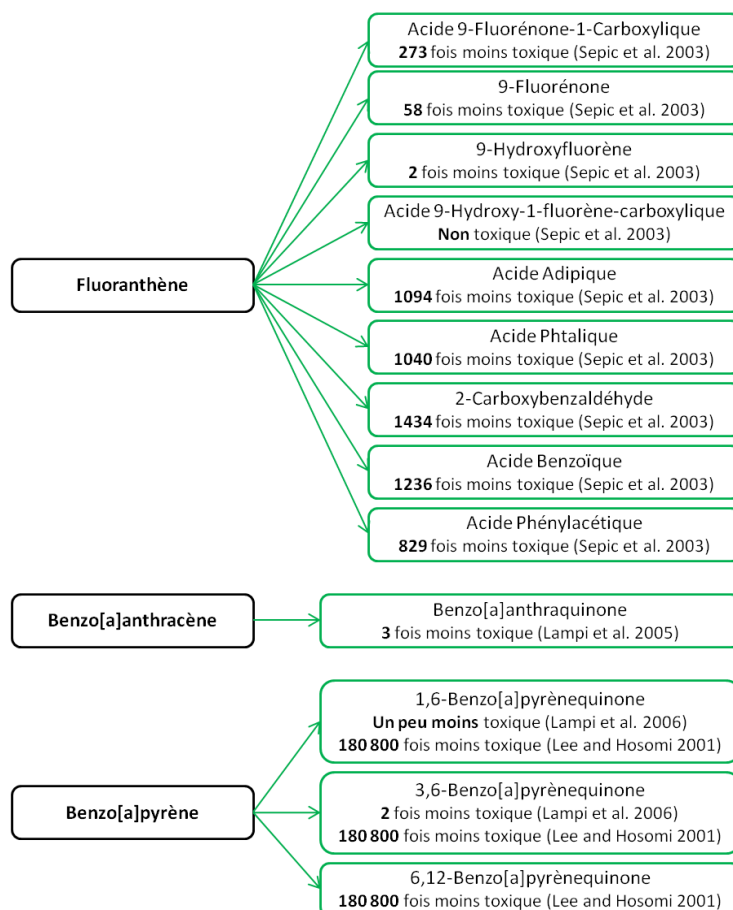 Acide 9-Fluorénone-1-Carboxylique
273 fois moins toxique (Sepic et al. 2003)
9-Fluorénone
58 fois moins toxique (Sepic et al. 2003)
9-Hydroxyfluorène
2 fois moins toxique (Sepic et al. 2003)
Acide 9-Hydroxy-1-fluorène-carboxylique
Non toxique (Sepic et al. 2003)
Fluoranthène
Acide Adipique
1094 fois moins toxique (Sepic et al. 2003)
Acide Phtalique
1040 fois moins toxique (Sepic et al. 2003)
2-Carboxybenzaldéhyde
1434 fois moins toxique (Sepic et al. 2003)
Acide Benzoïque
1236 fois moins toxique (Sepic et al. 2003)
Acide Phénylacétique
829 fois moins toxique (Sepic et al. 2003)
Benzo[a]anthracène
Benzo[a]anthraquinone
3 fois moins toxique (Lampi et al. 2005)
Benzo[a]pyrène
1,6-Benzo[a]pyrènequinone
Un peu moins toxique (Lampi et al. 2006)
180 800 fois moins toxique (Lee and Hosomi 2001)
3,6-Benzo[a]pyrènequinone
2 fois moins toxique (Lampi et al. 2006)
180 800 fois moins toxique (Lee and Hosomi 2001)
6,12-Benzo[a]pyrènequinone
180 800 fois moins toxique (Lee and Hosomi 2001)